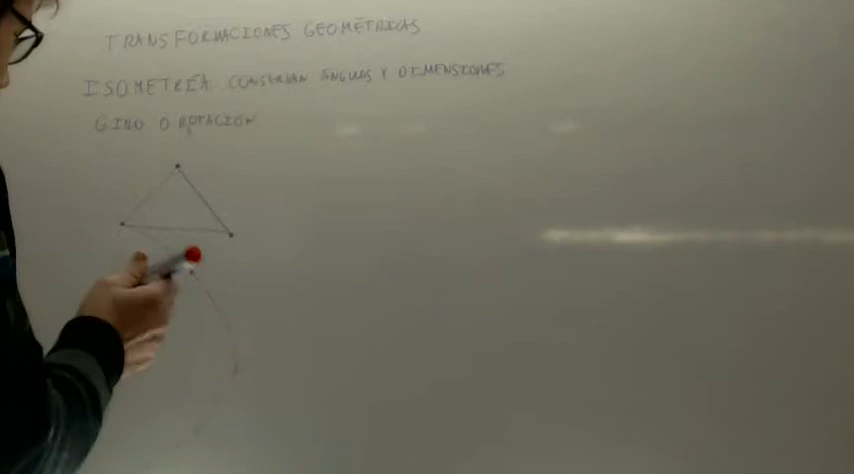 TRANSFORMACIONES GEOMÉTRICAS
ISOMETRÍA CONSERVAN ÁNGULOS Y DIMENSIONES
GIRO O ROTACIÓN